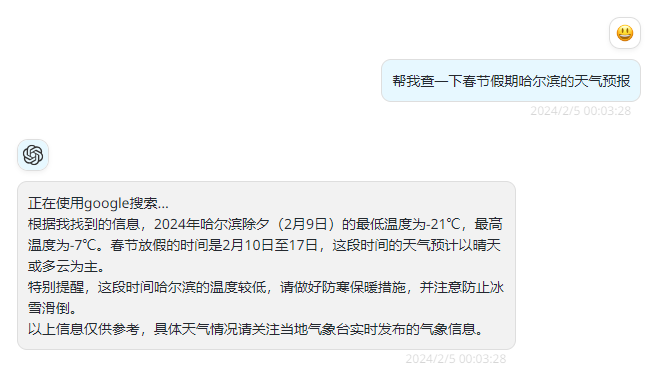 帮我查一下春节假期哈尔滨的天气预报
2024/2/5 00:03:28
正在使用google搜索...
根据我找到的信息，2024年哈尔滨除夕（2月9日）的最低温度为-21℃，最高
温度为-7℃。春节放假的时间是2月10日至17日，这段时间的天气预计以晴天
或多云为主。
特别提醒，这段时间哈尔滨的温度较低，请做好防寒保暖措施，并注意防止冰
雪滑倒。
以上信息仅供参考，具体天气情况请关注当地气象台实时发布的气象信息。
2024/2/5 00:03:28